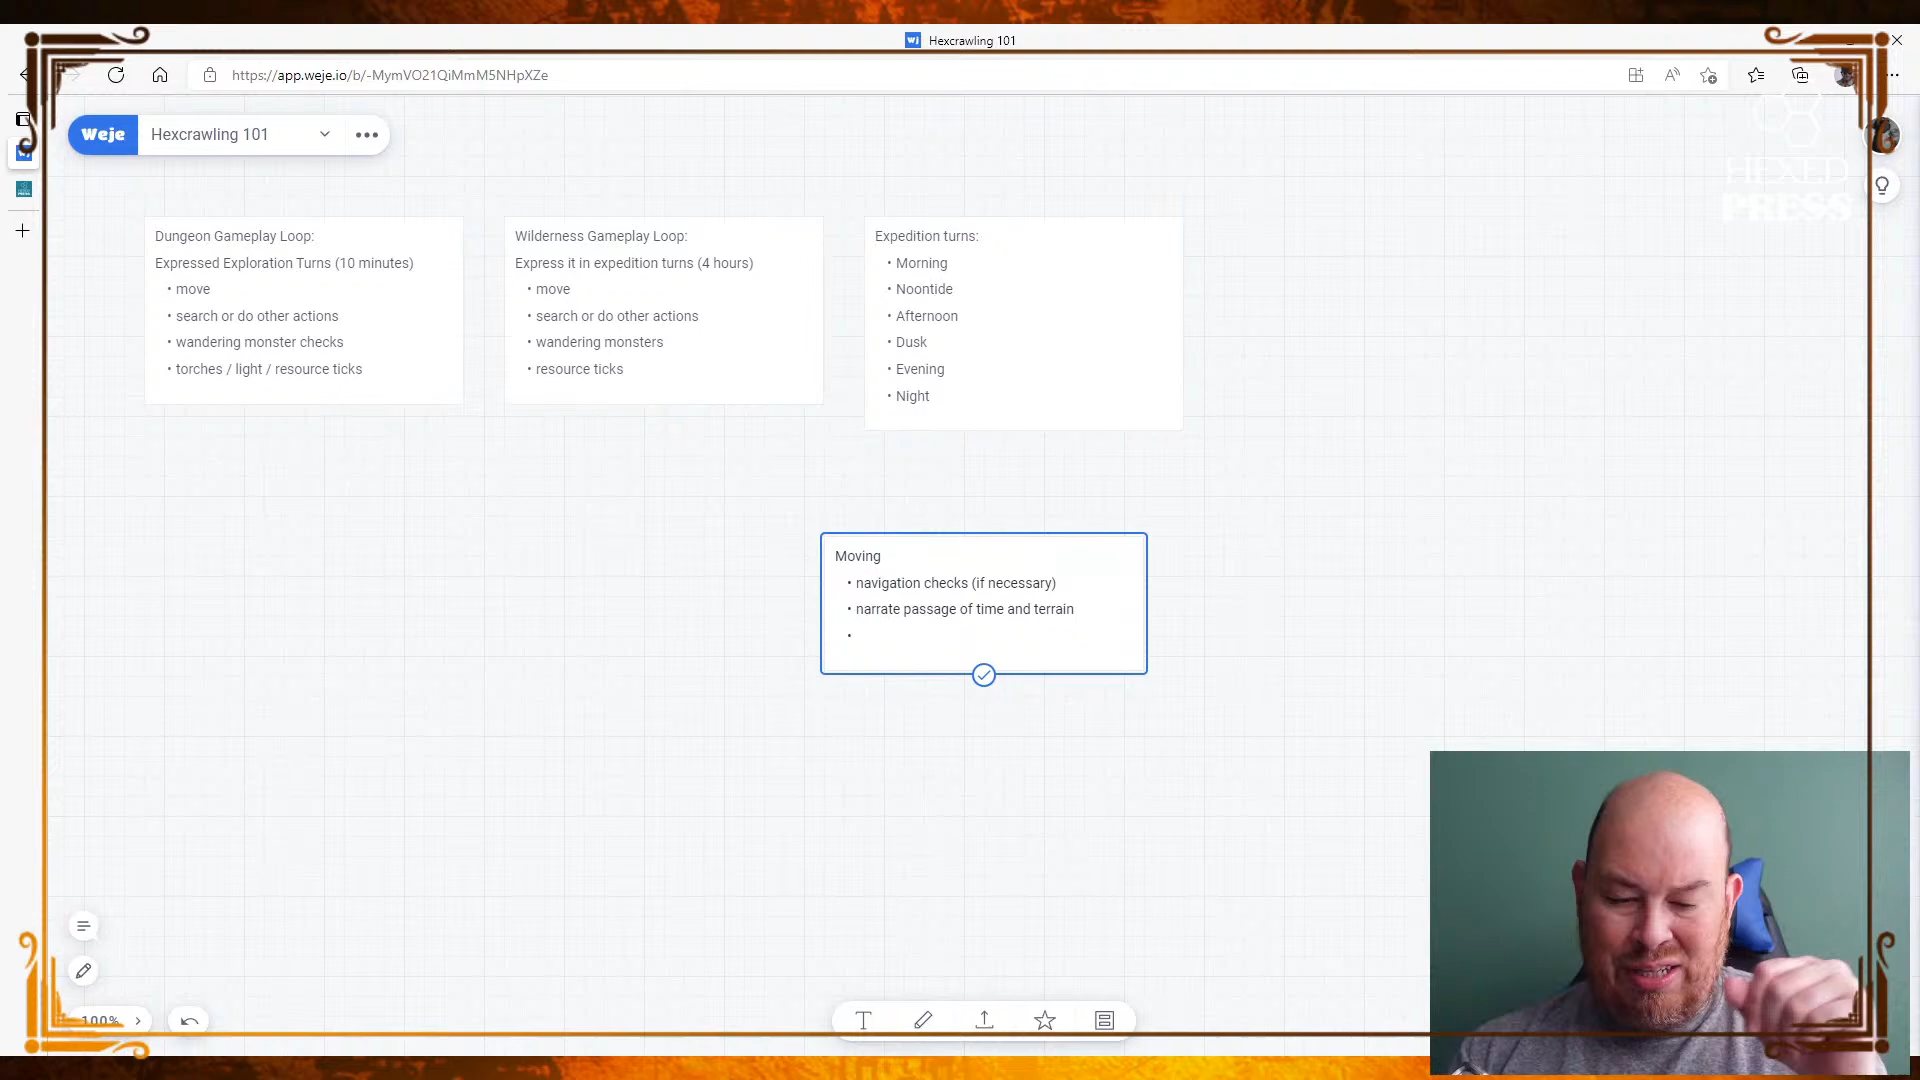 Hexcrawling 101
https://app.weje.io/b/-MymVO21QiMmM5NHpXZe
Weje
Hexcrawling 101
HEXED
PRESS
Dungeon Gameplay Loop:
Expressed Exploration Turns (10 minutes)
• move
• search or do other actions
• wandering monster checks
• torches / light / resource ticks
Wilderness Gameplay Loop:
Express it in expedition turns (4 hours)
• move
• search or do other actions
• wandering monsters
• resource ticks
Expedition turns:
• Morning
• Noontide
• Afternoon
• Dusk
• Evening
• Night
Moving
• navigation checks (if necessary)
• narrate passage of time and terrain
•
100%